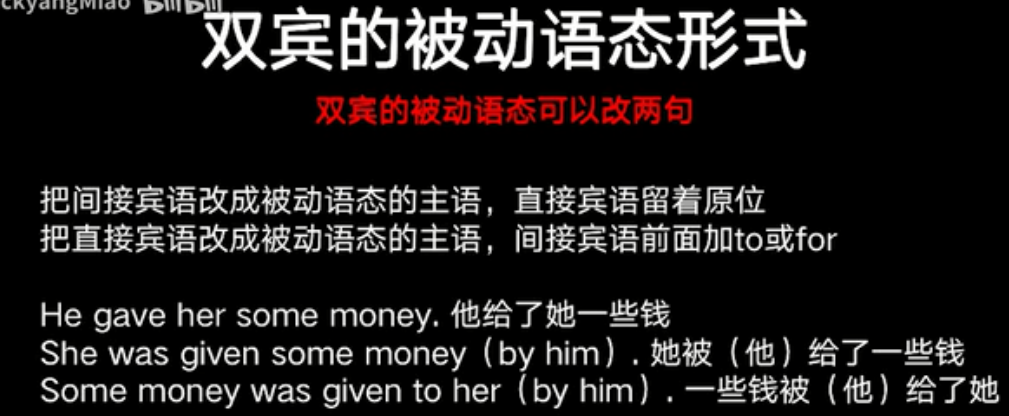 ckyangMiao bilibili
双宾的被动语态形式
双宾的被动语态可以改两句
把间接宾语改成被动语态的主语，直接宾语留着原位
把直接宾语改成被动语态的主语，间接宾语前面加to或for
He gave her some money. 他给了她一些钱
She was given some money（by him）. 她被（他）给了一些钱
Some money was given to her（by him）. 一些钱被（他）给了她